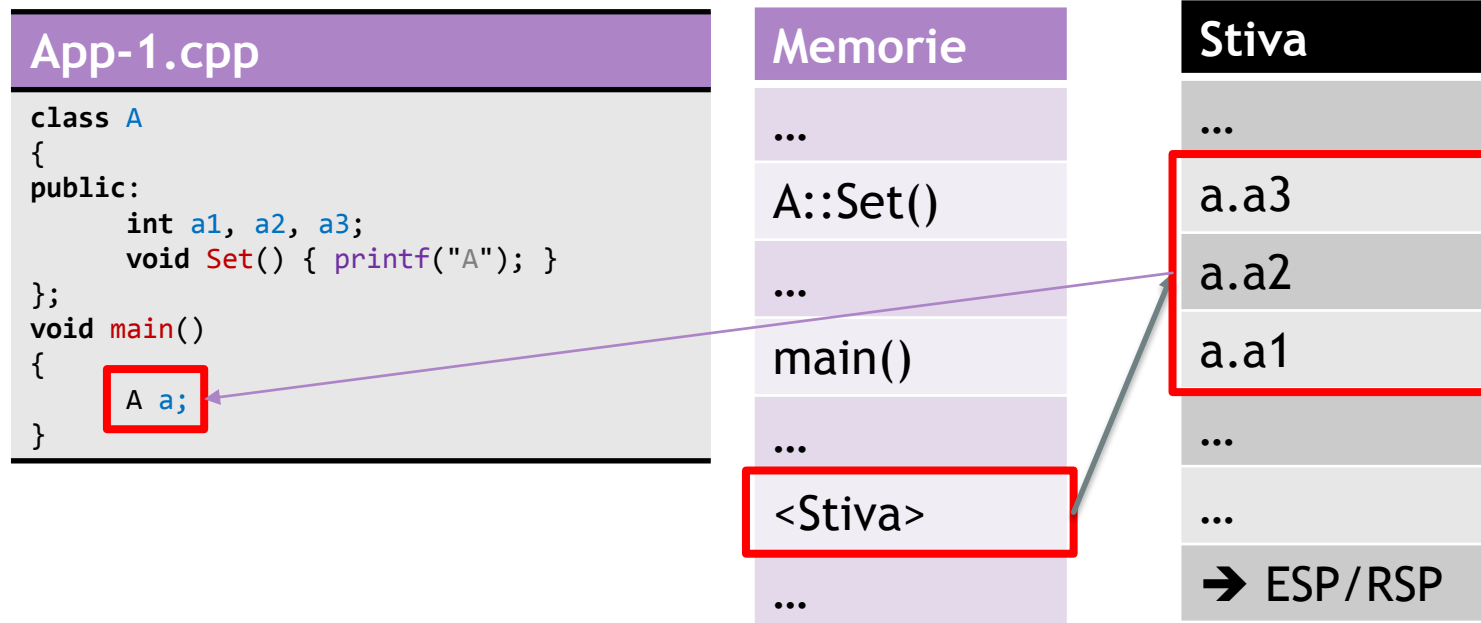 App-1.cpp
class A
{
public:
int a1, a2, a3;
void Set() { printf("A"); }
};
void main()
{
A a;
}
Memorie
…
A::Set()
…
main()
…
<Stiva>
…
Stiva
…
a.a3
a.a2
a.a1
…
…
➔ ESP/RSP